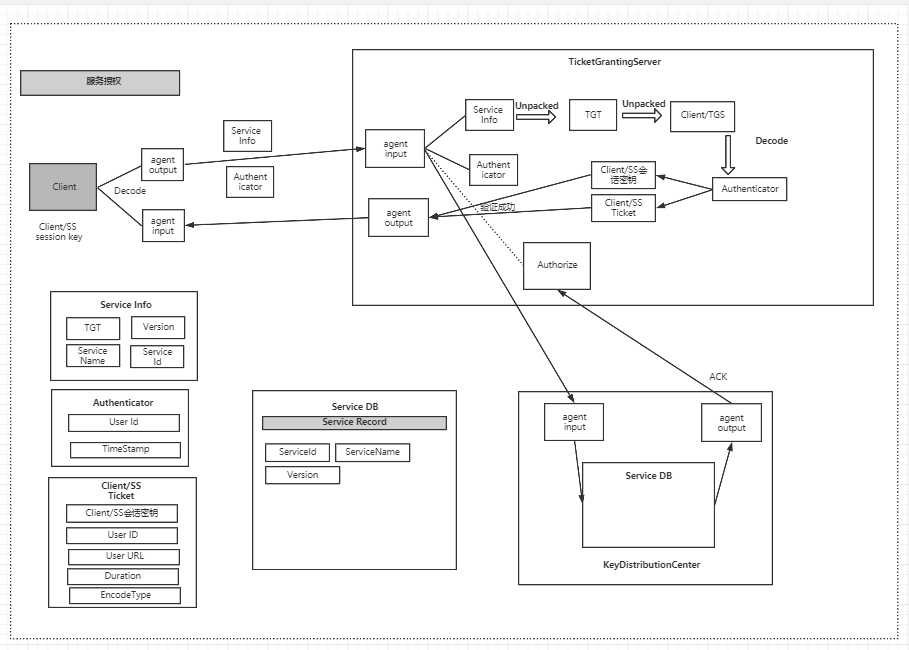 服务授权
TicketGrantingServer
Service
Info
Authent
icator
agent
output
Client
Decode
agent
input
Client/SS
session key
agent
input
Service
Info
Unpacked
TGT
Unpacked
Client/TGS
Decode
Authent
icator
Client/SS会
话密钥
Authenticator
Client/SS
Ticket
验证成功
agent
output
Authorize
ACK
Service Info
TGT
Version
Service
Name
Service
Id
Authenticator
User Id
TimeStamp
Client/SS
Ticket
Client/SS会话密钥
User ID
User URL
Duration
EncodeType
Service DB
Service Record
ServiceId
ServiceName
Version
agent
input
agent
output
Service DB
KeyDistributionCenter